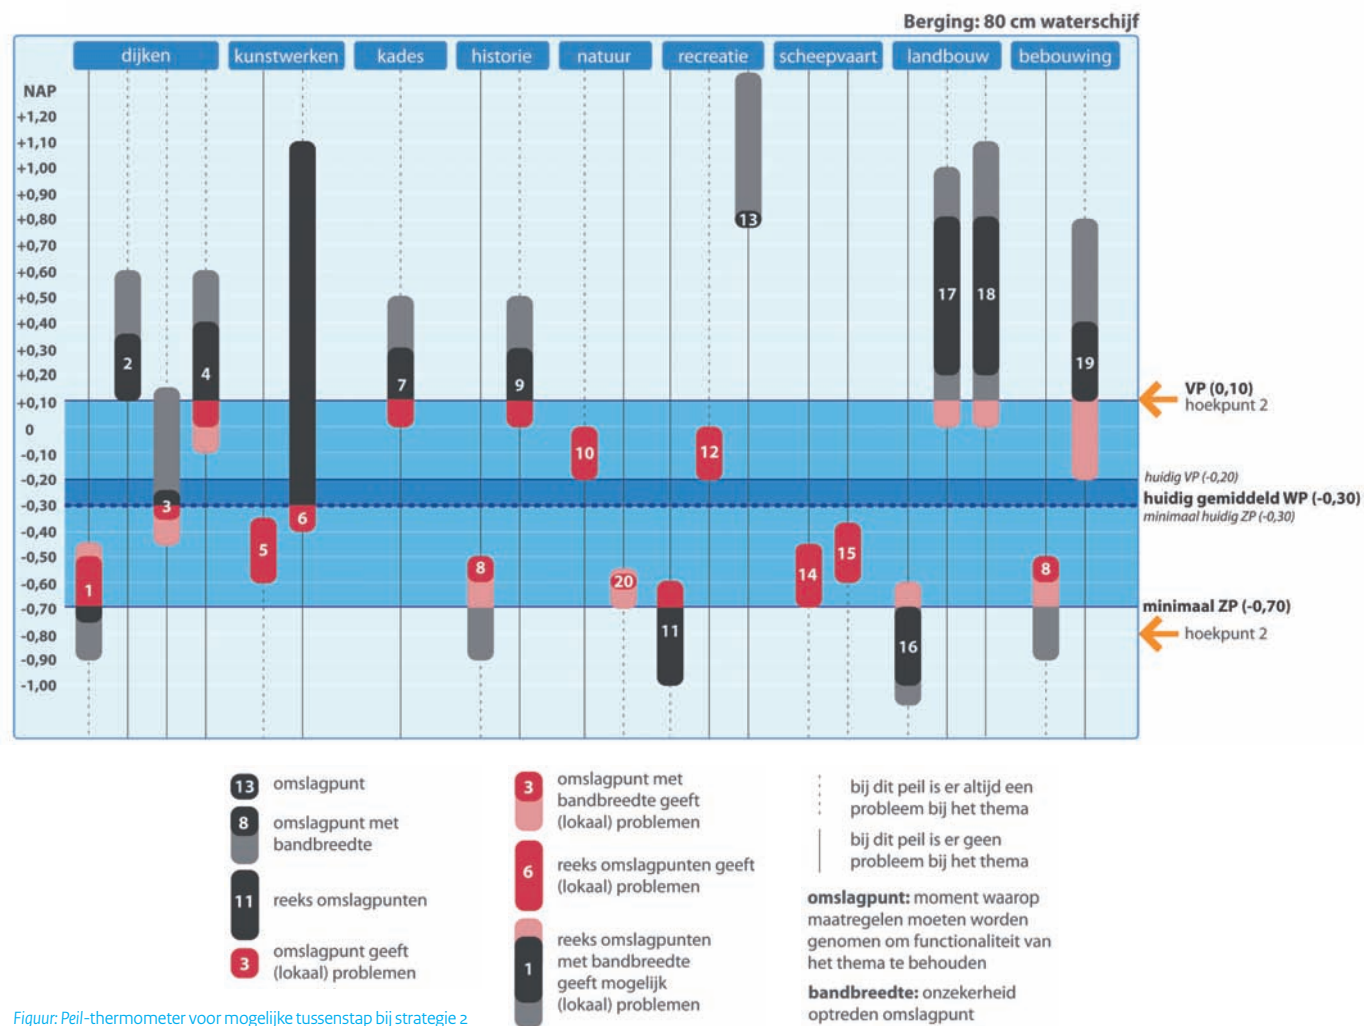 Berging: 80 cm waterschijf
dijken kunstwerken kades historie natuur recreatie scheepvaart landbouw bebouwing
NAP
+1,20
+1,10
+1,00
+0,90
+0,80
+0,70
+0,60
+0,50
+0,40
+0,30
+0,20
+0,10
0
-0,10
-0,20
-0,30
-0,40
-0,50
-0,60
-0,70
-0,80
-0,90
-1,00
13
17 18
2
4
7
9
19
10
12
3
6
5
15
8
20
14
8
1
11
16
VP (0,10)
hoekpunt 2
huidig VP (-0,20)
huidig gemiddeld WP (-0,30)
minimaal huidig ZP (-0,30)
minimaal ZP (-0,70)
hoekpunt 2
13 omslagpunt
8 omslagpunt met
bandbreedte
11 reeks omslagpunten
3 omslagpunt geeft
(lokaal) problemen
3 omslagpunt met
bandbreedte geeft
(lokaal) problemen
6 reeks omslagpunten geeft
(lokaal) problemen
1 reeks omslagpunten
met bandbreedte
geeft mogelijk
(lokaal) problemen
bij dit peil is er altijd een
probleem bij het thema
bij dit peil is er geen
probleem bij het thema
omslagpunt: moment waarop
maatregelen moeten worden
genomen om functionaliteit van
het thema te behouden
bandbreedte: onzekerheid
optreden omslagpunt
Figuur: Peil-thermometer voor mogelijke tussenstap bij strategie 2